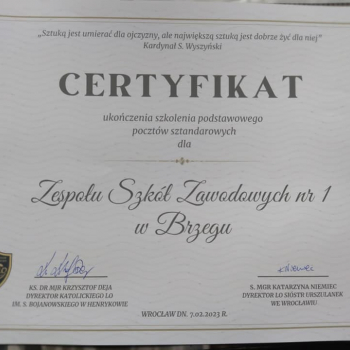 „Sztuką jest umierać dla ojczyzny, ale największą sztuką jest dobrze żyć dla niej"
Kardynał S. Wyszyński
CERTYFIKAT
ukończenia szkolenia podstawowego
pocztów sztandarowych
dla
Zespołu Szkół Zawodowych nr 1
w Brzegu
KS. DR MJR KRZYSZTOF DEJA
DYREKTOR KATOLICKIEGO LO
IM. S. BOJANOWSKIEGO W HENRYKOWIE
S. MGR KATARZYNA NIEMIEC
DYREKTOR LO SIÓSTR URSZULANEK
WE WROCŁAWIU
WROCŁAW DN. 7.02.2023 R.